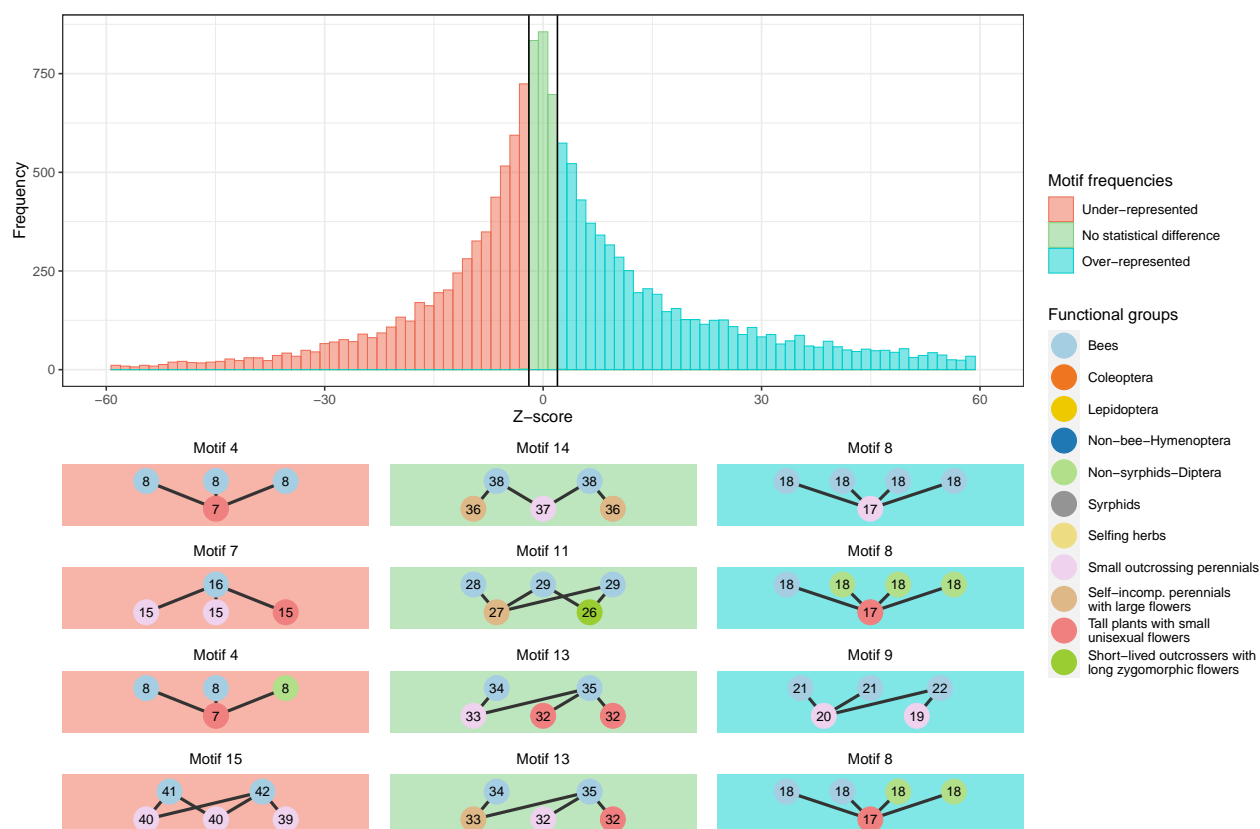 750
500
250
0
Frequency
−60
−30
0
30
60
Z−score
Motif frequencies
Under−represented
No statistical difference
Over−represented
Functional groups
Bees
Coleoptera
Lepidoptera
Non−bee−Hymenoptera
Non−syrphids−Diptera
Syrphids
Selfing herbs
Small outcrossing perennials
Self−incomp. perennials
with large flowers
Tall plants with small
unisexual flowers
Short−lived outcrossers with
long zygomorphic flowers
Motif 4
8 8 8
7
Motif 14
38 38
36 37 36
Motif 8
18 18 18 18
17
Motif 7
16
15 15 15
Motif 11
28 29 29
27 26
Motif 8
18 18 18 18
17
Motif 4
8 8 8
7
Motif 13
34 35
33 32 32
Motif 9
21 21 22
20 19
Motif 15
41 42
40 40 39
Motif 13
34 35
33 32 32
Motif 8
18 18 18 18
17